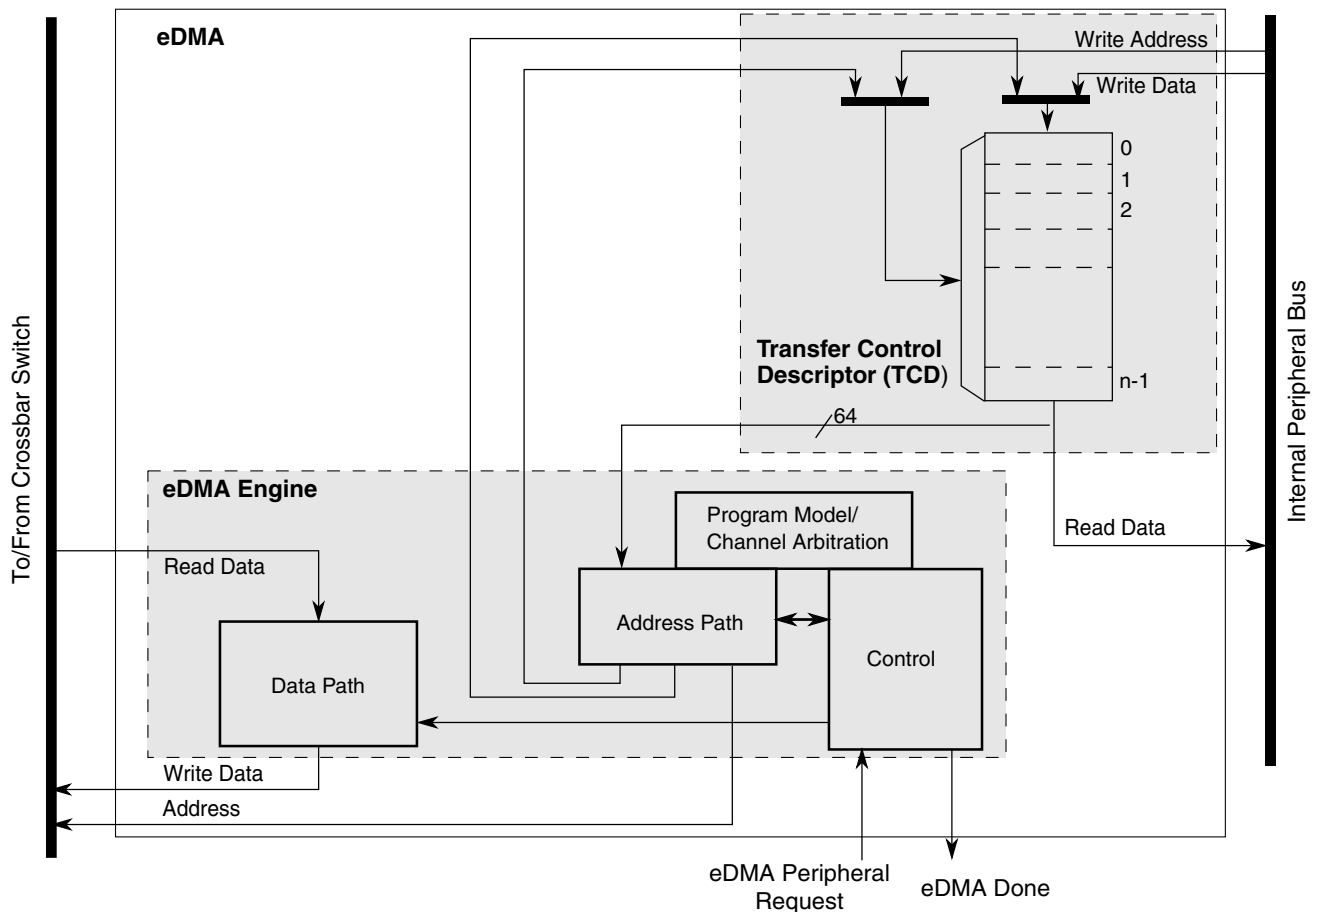 eDMA
Write Address
Write Data
0
1
2
n-1
Transfer Control
Descriptor (TCD)
64
To/From Crossbar Switch
Internal Peripheral Bus
eDMA Engine
Program Model/
Channel Arbitration
Read Data
Read Data
Address Path
Control
Data Path
Write Data
Address
eDMA Peripheral
Request
eDMA Done